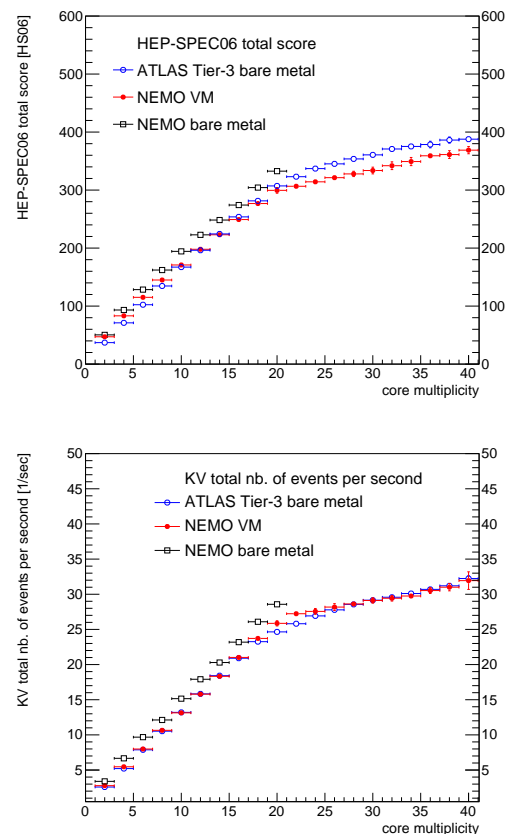 HEP-SPEC06 total score [HS06]
600 600
HEP-SPEC06 total score
ATLAS Tier-3 bare metal
500 500
NEMO VM
NEMO bare metal
400 400
300 300
200 200
100 100
0 0
0 10 20 30 40
core multiplicity
KV total nb. of events per second [1/sec]
50 50
KV total nb. of events per second
45 45
ATLAS Tier-3 bare metal
NEMO VM
40 40
NEMO bare metal
35 35
30 30
25 25
20 20
15 15
10 10
5 5
0 5 10 15 20 25 30 35 40
core multiplicity